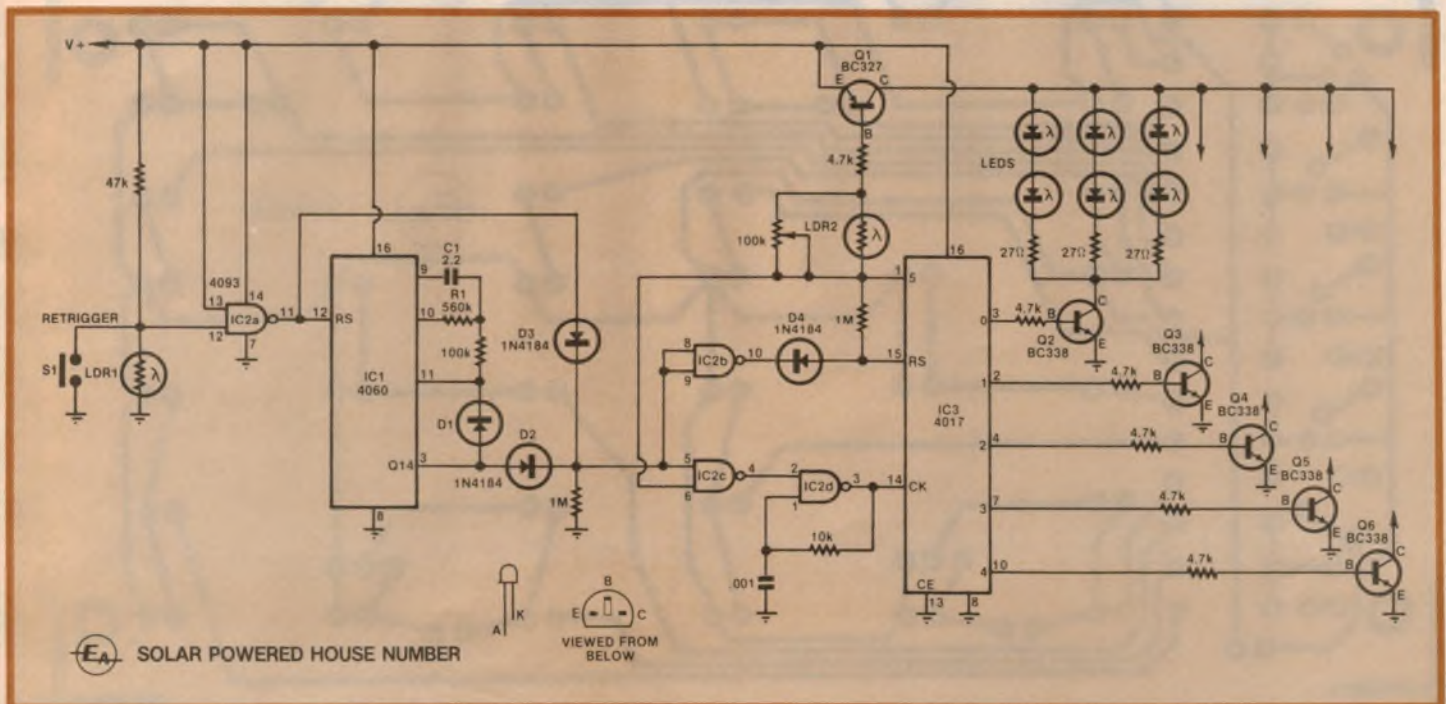 V+
Q1
BC327
E
C
B
4.7k
47k
LEDS
λ
λ
λ
λ
λ
λ
LDR2
λ
100k
27Ω
27Ω
27Ω
4093
14
13
11
12
IC2a
12
7
RS
16
9
C1
2.2
R1
10
560k
100k
IC1
4060
11
RETRIGGER
S1
LDR1
λ
D3
1N4184
D1
D2
Q14
3
1N4184
1M
8
8
9
IC2b
10
D4
1N4184
1M
1
S
16
15
RS
IC3
4017
5
6
IC2c
4
2
1
IC2d
3
14
CK
10k
.001
CE
13
8
0
3
4.7k
B
C
E
Q2
BC338
1
2
4.7k
B
C
E
Q3
BC338
2
4
4.7k
B
C
E
Q4
BC338
3
7
4.7k
B
C
E
Q5
BC338
4
10
4.7k
B
C
E
Q6
BC338
A
K
B
E
C
VIEWED FROM
BELOW
EA
SOLAR POWERED HOUSE NUMBER